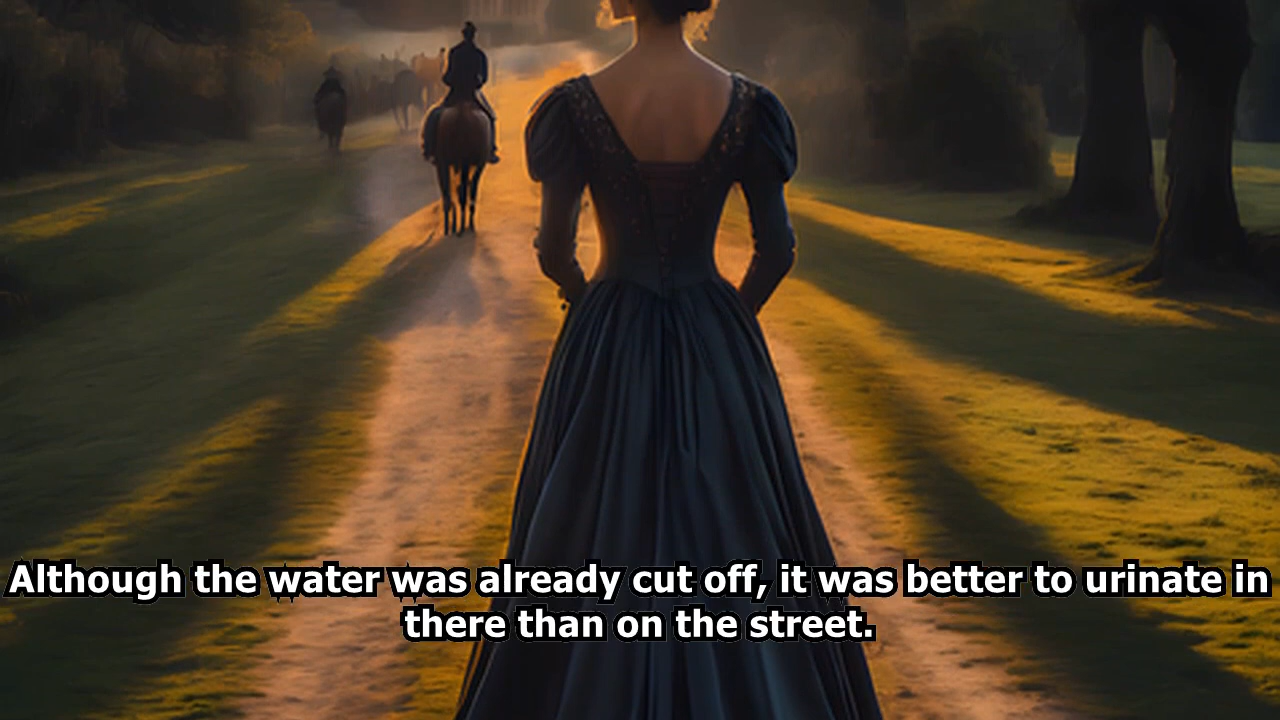 Although the water was already cut off, it was better to urinate in
there than on the street.